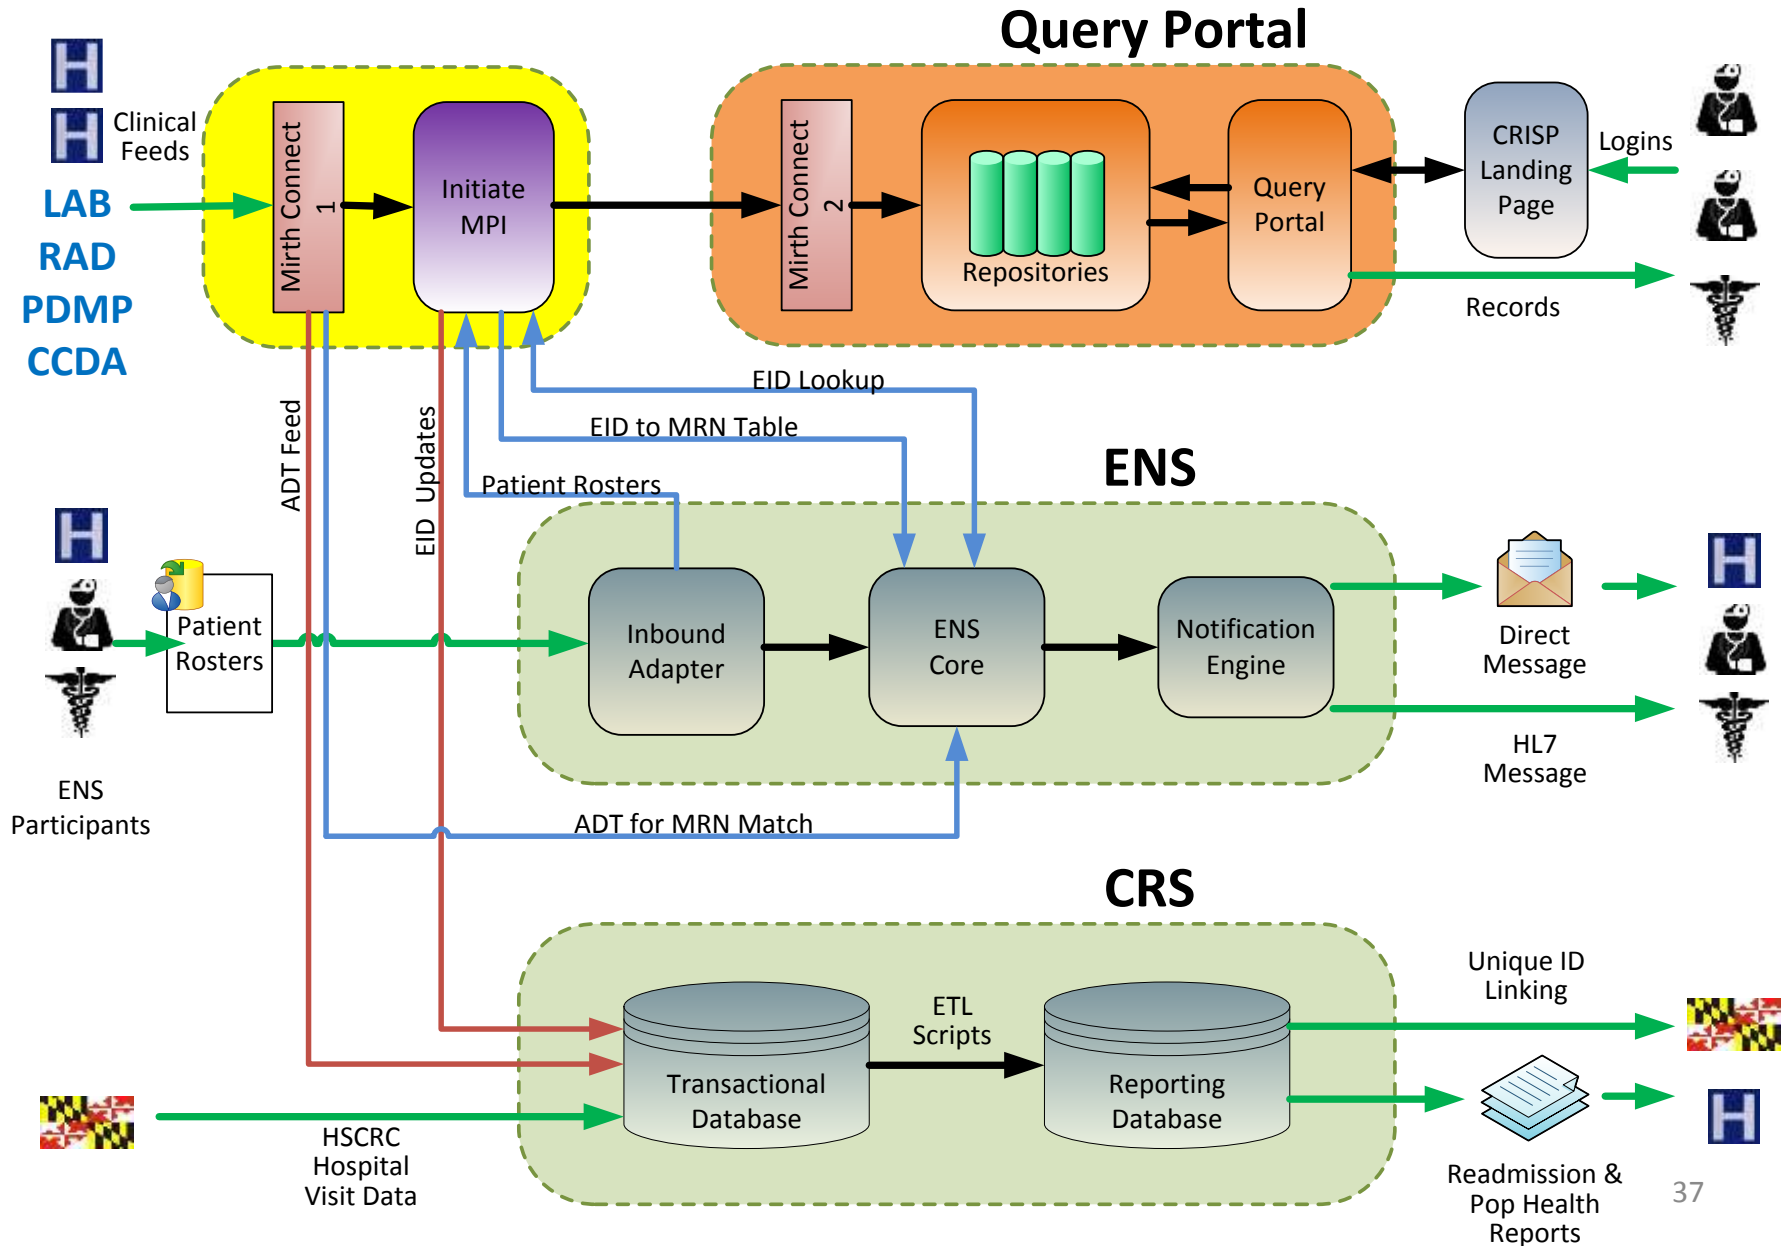 Query Portal
H
H
Clinical
Feeds
LAB
RAD
PDMP
CCDA
Mirth Connect
1
Initiate
MPI
Mirth Connect
2
Repositories
Query
Portal
CRISP
Landing
Page
Logins
Records
ADT Feed
EID Updates
EID Lookup
EID to MRN Table
Patient Rosters
ENS
H
Patient
Rosters
ENS
Participants
Inbound
Adapter
ENS
Core
Notification
Engine
Direct
Message
HL7
Message
H
ADT for MRN Match
CRS
HSCRC
Hospital
Visit Data
Transactional
Database
ETL
Scripts
Reporting
Database
Unique ID
Linking
H
Readmission &
Pop Health
Reports
37